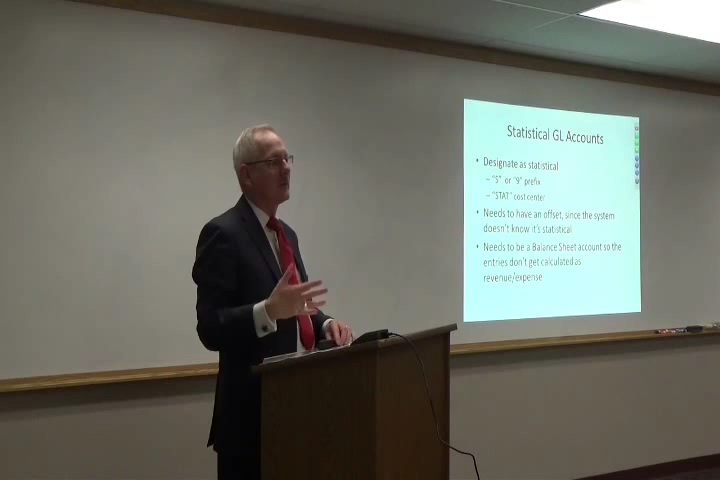 Statistical GL Accounts
• Designate as statistical
– "S" or "9" prefix
– "STAT" cost center
• Needs to have an offset, since the system
doesn't know it's statistical
• Needs to be a Balance Sheet account so the
entries don't get calculated as
revenue/expense